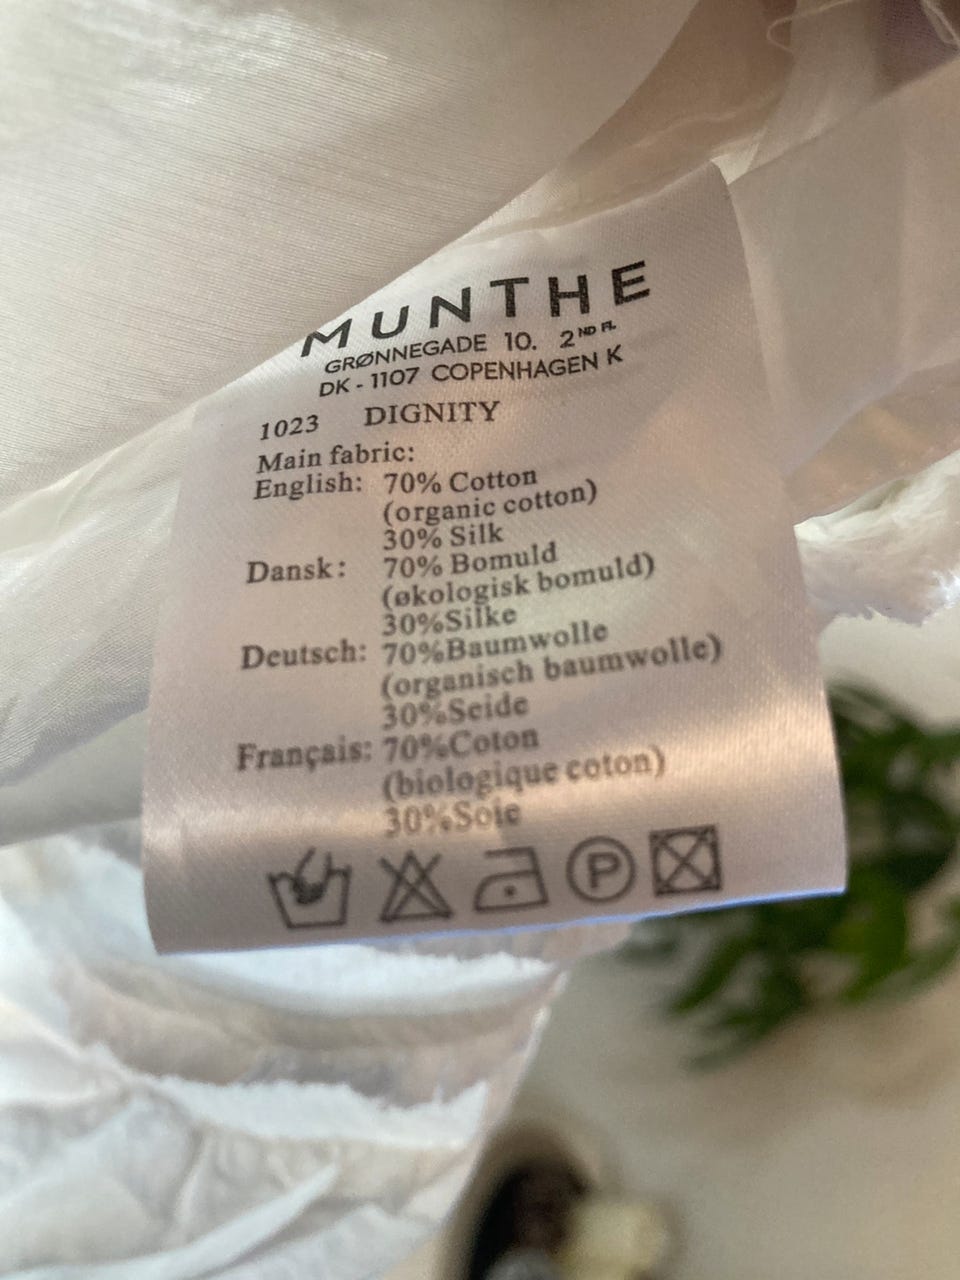 MUNTHE
GRØNNEGADE 10. 2ND FL.
DK - 1107 COPENHAGEN K
1023 DIGNITY
Main fabric:
English: 70% Cotton
(organic cotton)
30% Silk
Dansk: 70% Bomuld
(økologisk bomuld)
30%Silke
Deutsch: 70%Baumwolle
(organisch baumwolle)
30%Seide
Français: 70%Coton
(biologique coton)
30%Soie
P